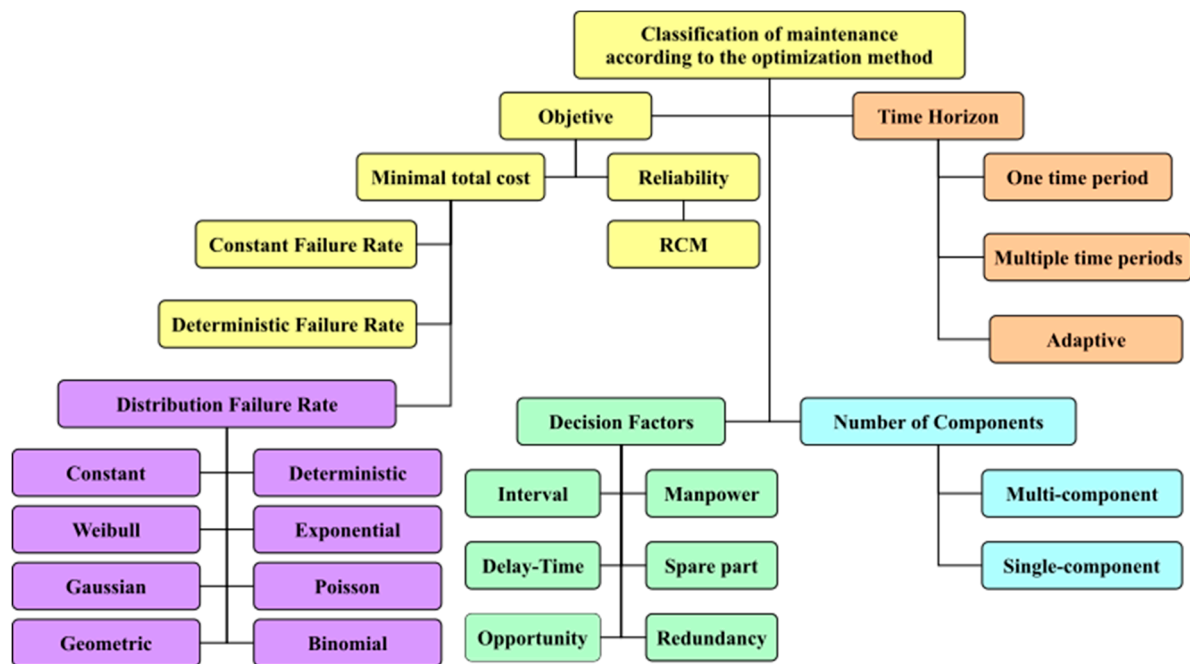 Classification of maintenance
according to the optimization method
Objetive
Time Horizon
Minimal total cost
Reliability
One time period
Constant Failure Rate
RCM
Multiple time periods
Deterministic Failure Rate
Adaptive
Distribution Failure Rate
Decision Factors
Number of Components
Constant
Deterministic
Interval
Manpower
Multi-component
Weibull
Exponential
Delay-Time
Spare part
Single-component
Gaussian
Poisson
Opportunity
Redundancy
Geometric
Binomial